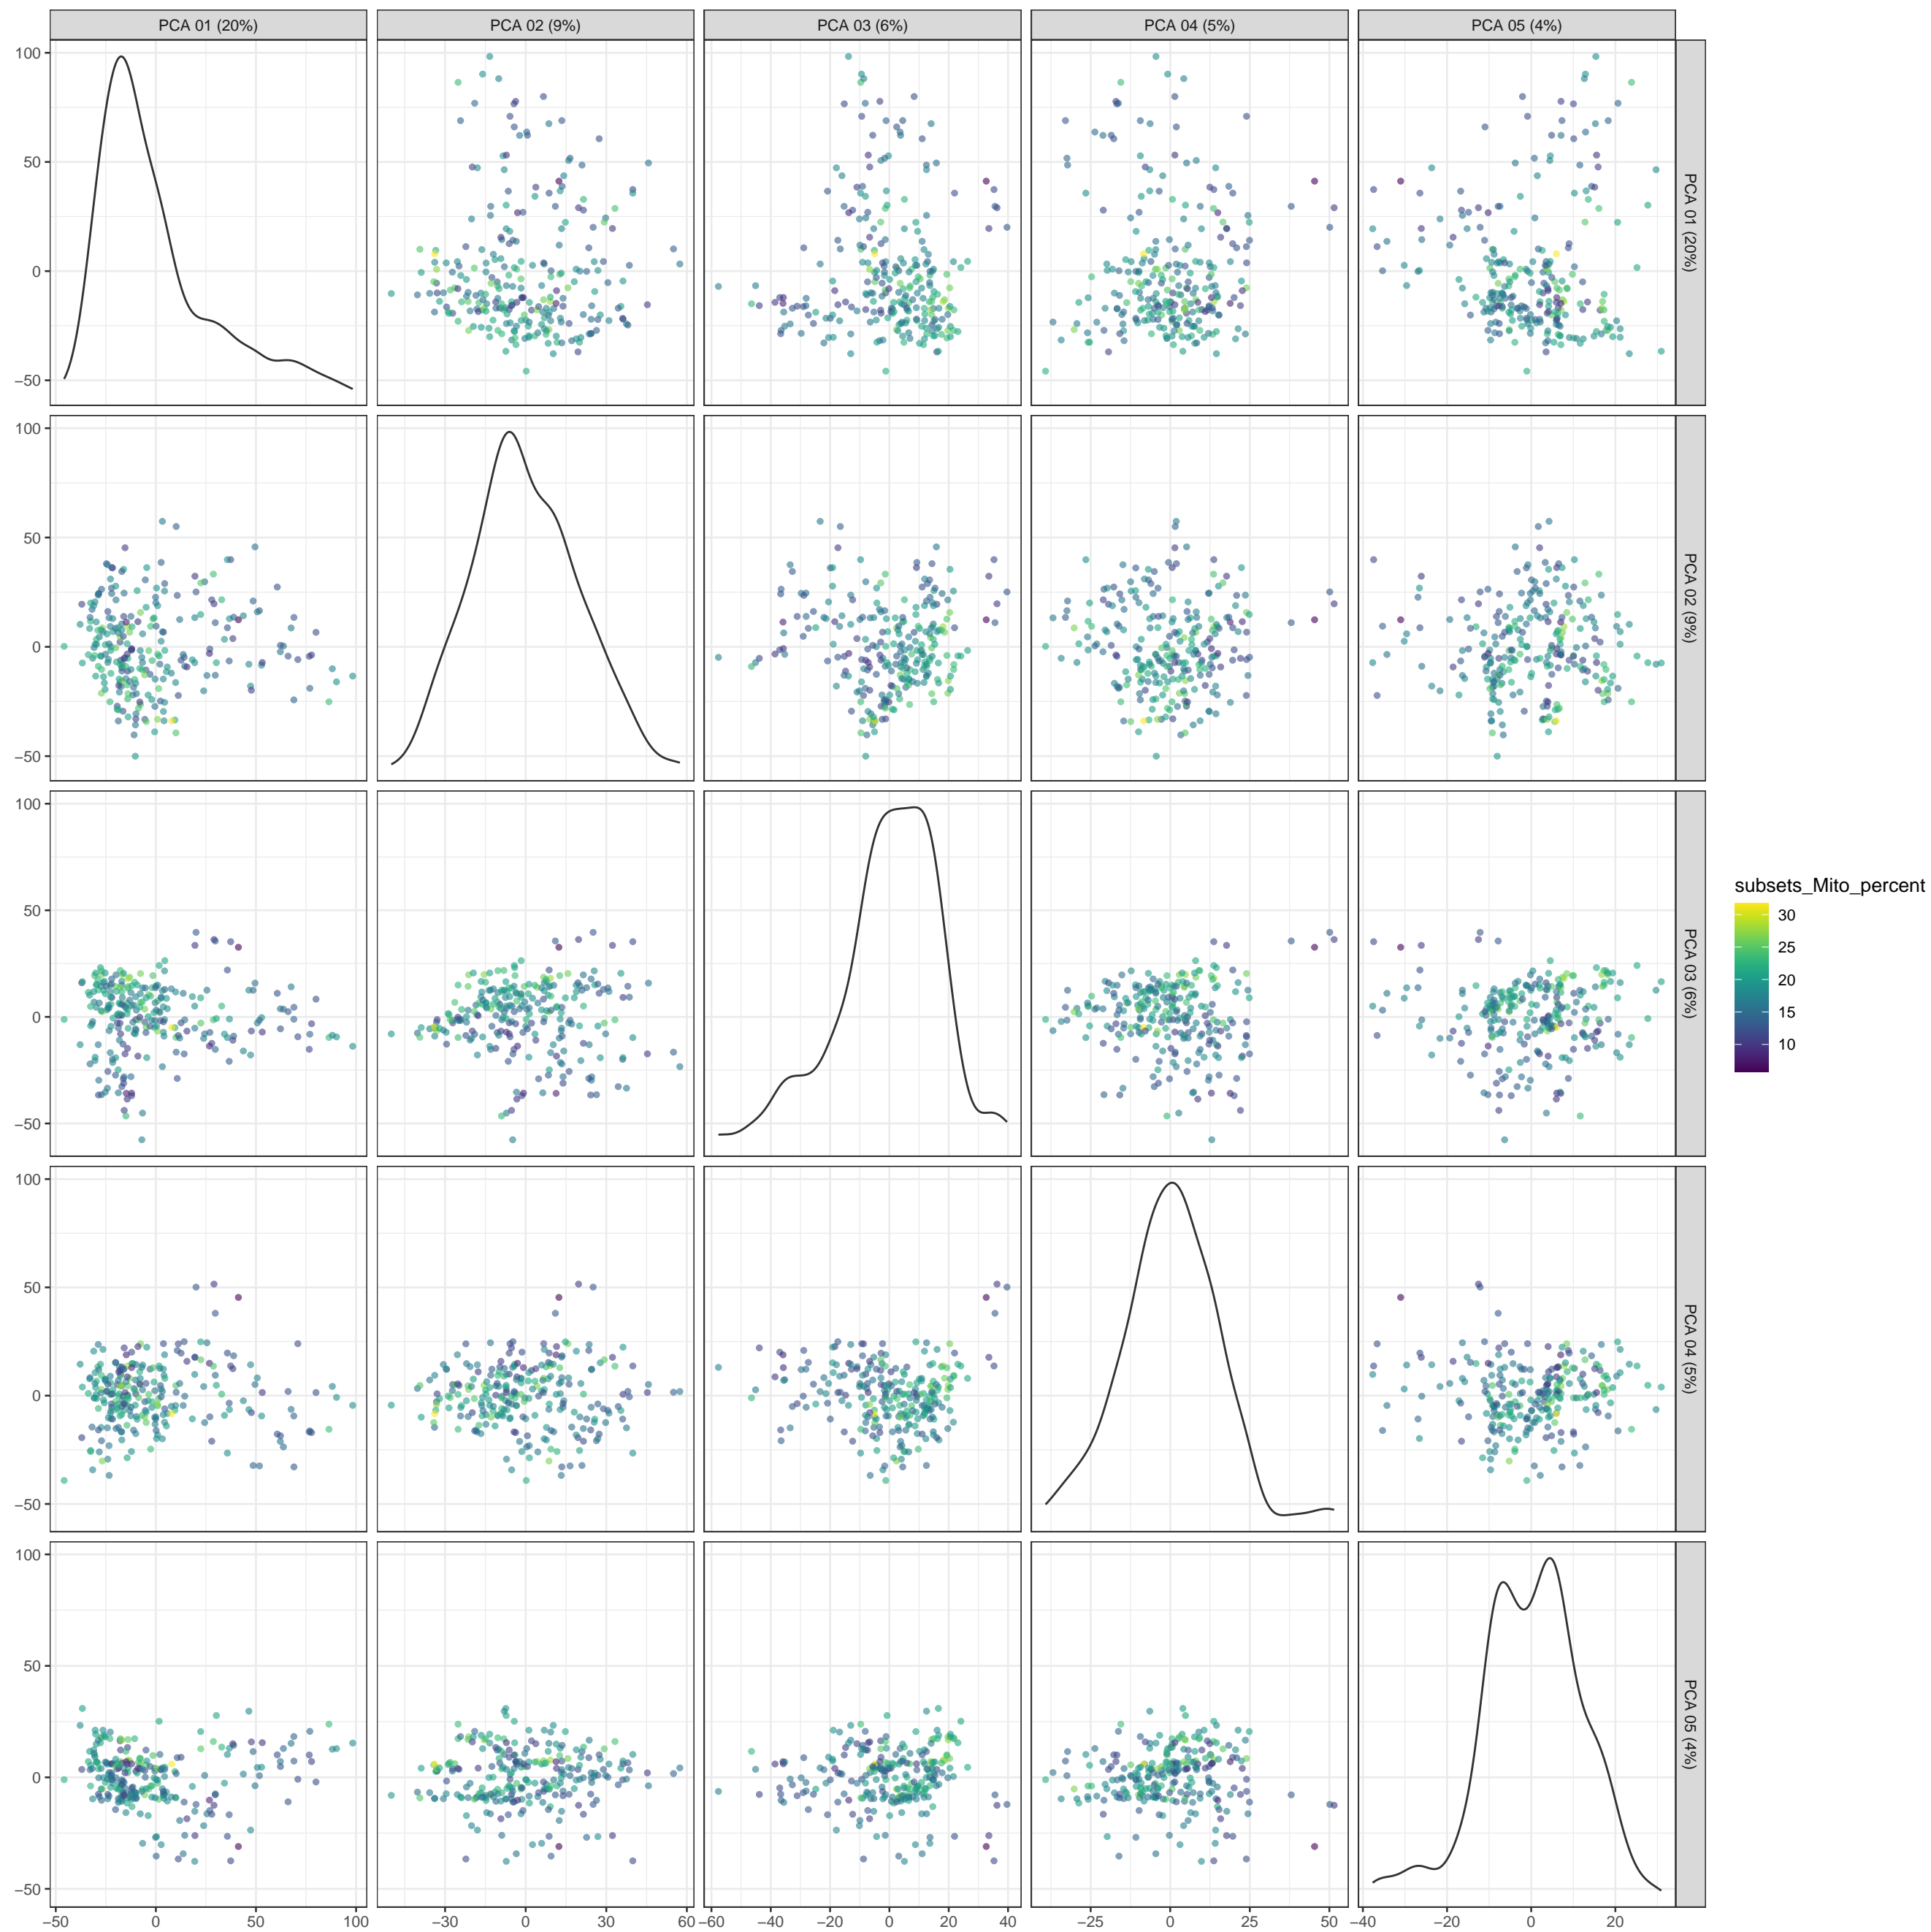 PCA 01 (20%)
PCA 02 (9%)
PCA 03 (6%)
PCA 04 (5%)
PCA 05 (4%)
100
50
0
−50
PCA 01 (20%)
100
50
0
−50
PCA 02 (9%)
100
50
0
−50
PCA 03 (6%)
subsets_Mito_percent
30
25
20
15
10
100
50
0
−50
PCA 04 (5%)
100
50
0
−50
PCA 05 (4%)
−50 0 50 100
−30 0 30 60
−60 −40 −20 0 20 40
−25 0 25 50
−40 −20 0 20